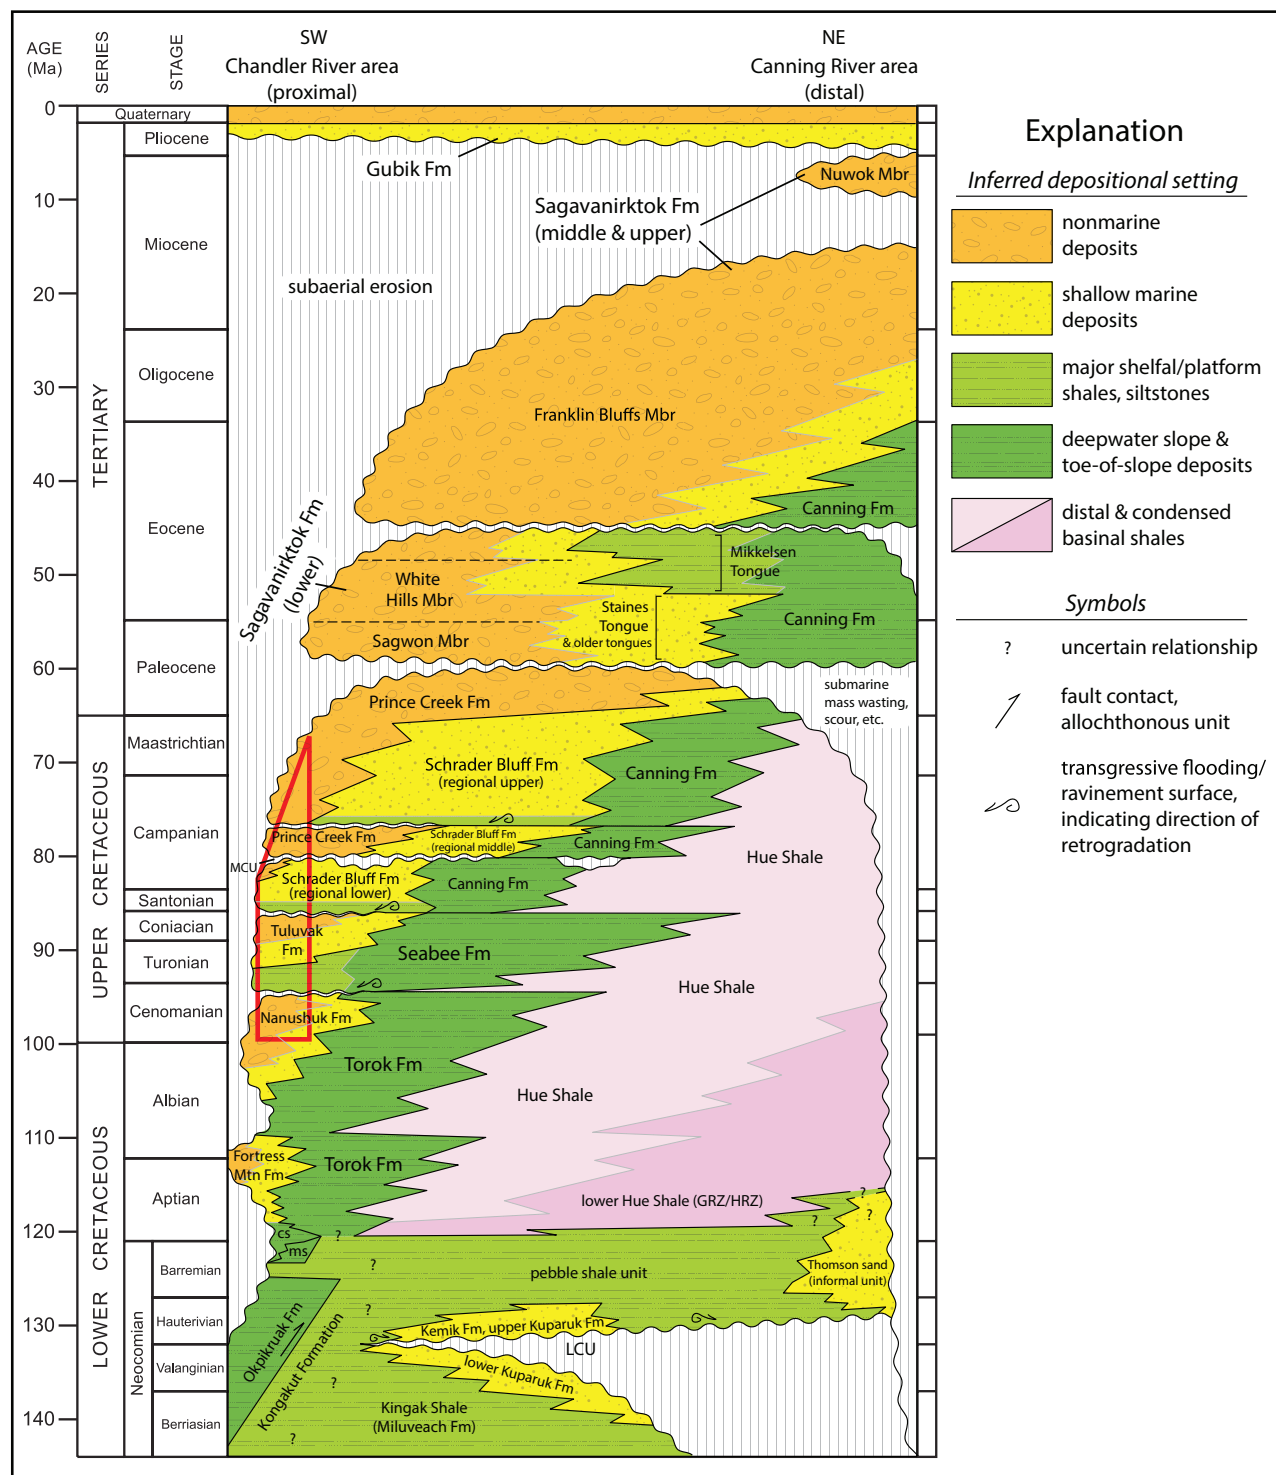 AGE
(Ma)
SERIES
STAGE
SW
Chandler River area
(proximal)
NE
Canning River area
(distal)
0
10
20
30
40
50
60
70
80
90
100
110
120
130
140
TERTIARY
UPPER CRETACEOUS
LOWER CRETACEOUS
Neocomian
Quaternary
Pliocene
Miocene
Oligocene
Eocene
Paleocene
Maastrichtian
Campanian
Santonian
Coniacian
Turonian
Cenomanian
Albian
Aptian
Barremian
Hauterivian
Valanginian
Berriasian
Gubik Fm
Nuwok Mbr
Sagavanirktok Fm
(middle & upper)
subaerial erosion
Franklin Bluffs Mbr
Canning Fm
Sagavanirktok Fm
(lower)
White
Hills Mbr
Sagwon Mbr
Mikkelsen
Tongue
Staines
Tongue
& older tongues
Canning Fm
submarine
mass wasting,
scour, etc.
Prince Creek Fm
Schrader Bluff Fm
(regional upper)
Canning Fm
Prince Creek Fm
Schrader Bluff Fm
(regional middle)
Canning Fm
Hue Shale
MCU
Schrader Bluff Fm
(regional lower)
Canning Fm
Tuluvak
Fm
Seabee Fm
Hue Shale
Nanushuk Fm
Torok Fm
Hue Shale
Fortress
Mtn Fm
Torok Fm
lower Hue Shale (GRZ/HRZ)
?
?
?
cs
ms
?
?
pebble shale unit
Thomson sand
(informal unit)
Okpikruak Fm
Kongakut Formation
?
Kemik Fm, upper Kuparuk Fm
LCU
lower Kuparuk Fm
?
Kingak Shale
(Miluveach Fm)
?
Explanation
Inferred depositional setting
nonmarine
deposits
shallow marine
deposits
major shelfal/platform
shales, siltstones
deepwater slope &
toe-of-slope deposits
distal & condensed
basinal shales
Symbols
?
uncertain relationship
fault contact,
allochthonous unit
transgressive flooding/
ravinement surface,
indicating direction of
retrogradation